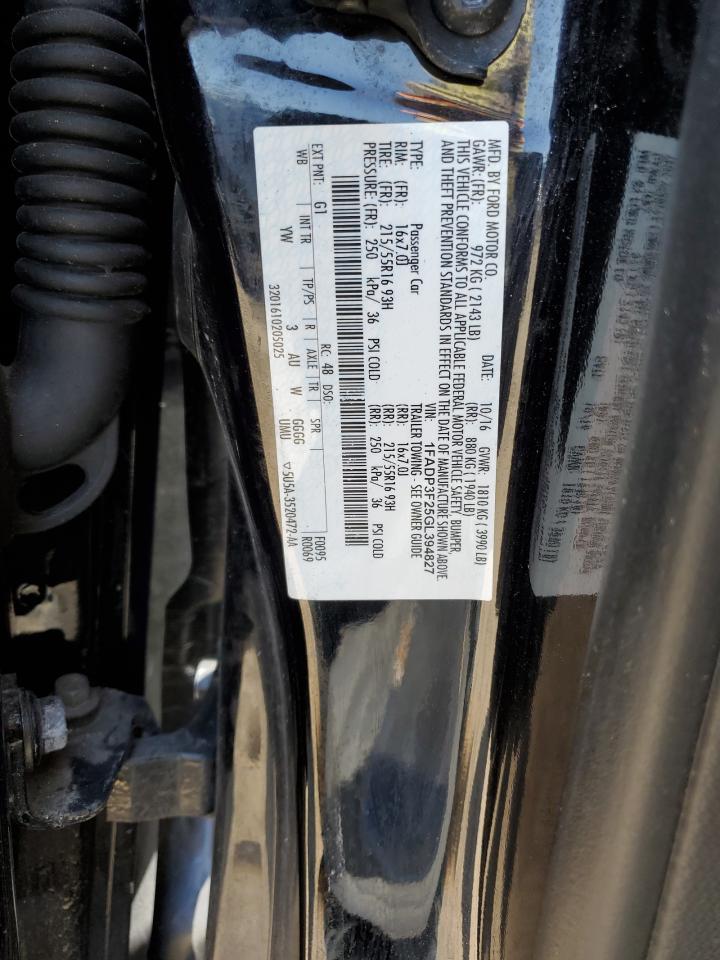 MFD. BY FORD MOTOR CO.
DATE: 10/16 GVWR: 1810 KG ( 3990 LB)
GAWR: (FR): 972 KG ( 2143 LB) (RR): 880 KG ( 1940 LB)
THIS VEHICLE CONFORMS TO ALL APPLICABLE FEDERAL MOTOR VEHICLE SAFETY, BUMPER,
AND THEFT PREVENTION STANDARDS IN EFFECT ON THE DATE OF MANUFACTURE SHOWN ABOVE.
VIN: 1FADP3F25GL394827
TYPE: Passenger Car TRAILER TOWING - SEE OWNER GUIDE
RIM: (FR): 16x7.0J (RR): 16x7.0J
TIRE: (FR): 215/55R16 93H (RR): 215/55R16 93H
PRESSURE: (FR): 250 kPa/ 36 PSI COLD (RR): 250 kPa/ 36 PSI COLD
EXT PNT: G1 RC: 48 DSO: F0095
WB INT TR TP/PS R AXLE TR SPR R0069
YW 3 AU W GGGG
UMU
3201610205025 ▽5U5A-3520472-AA